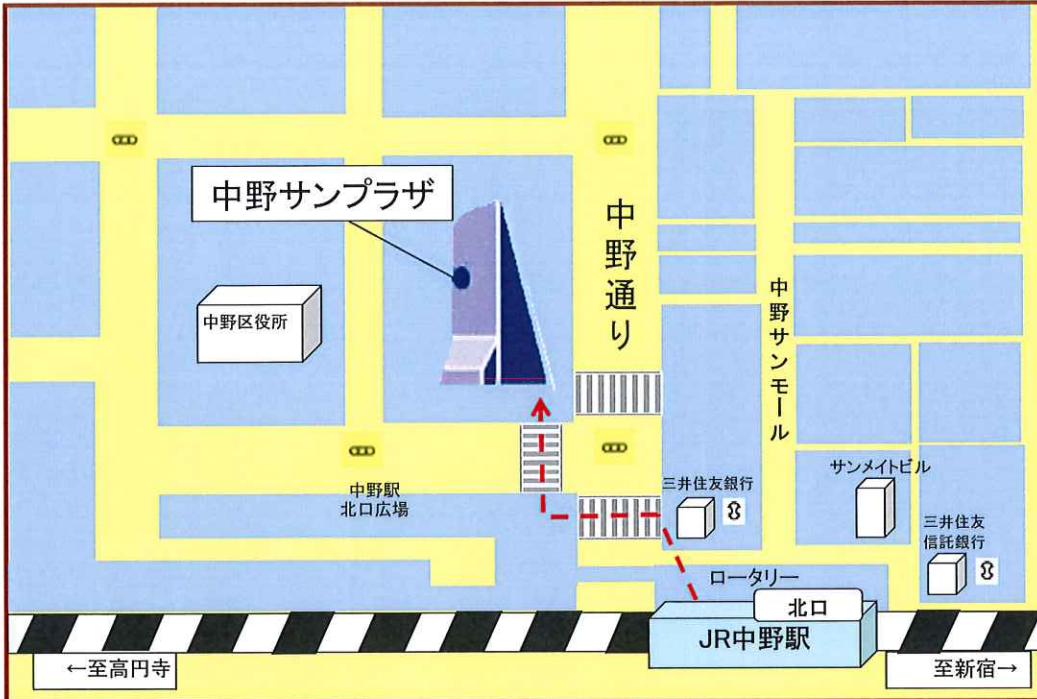 中野サンプラザ
中野通り
中野区役所
中野サンモール
中野駅
北口広場
三井住友銀行
サンメイトビル
三井住友
信託銀行
ロータリー
北口
JR中野駅
←至高円寺
至新宿→